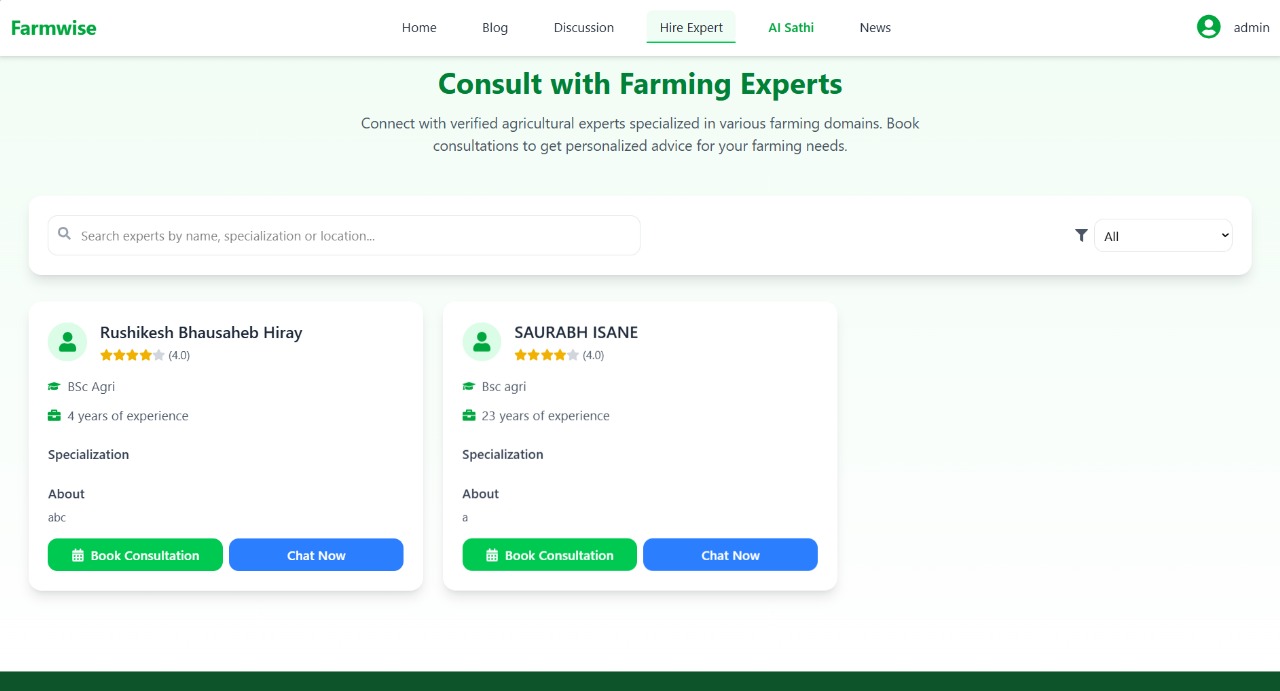 Farmwise
Home
Blog
Discussion
Hire Expert
AI Sathi
News
admin
Consult with Farming Experts
Connect with verified agricultural experts specialized in various farming domains. Book
consultations to get personalized advice for your farming needs.
Search experts by name, specialization or location...
All
Rushikesh Bhausaheb Hiray
(4.0)
BSc Agri
4 years of experience
Specialization
About
abc
Book Consultation
Chat Now
SAURABH ISANE
(4.0)
Bsc agri
23 years of experience
Specialization
About
a
Book Consultation
Chat Now